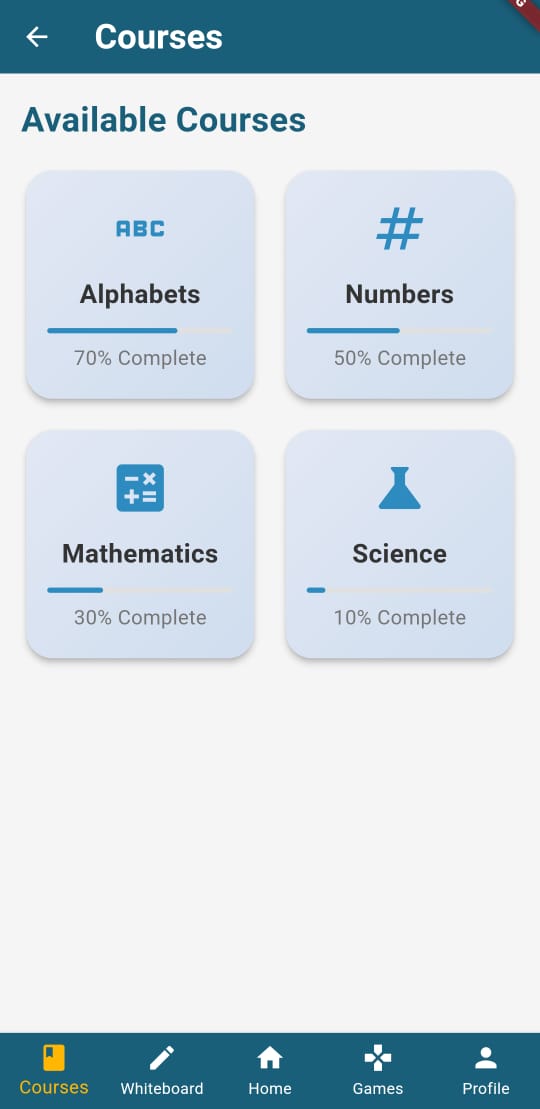 Courses
Available Courses
ABC
Alphabets
70% Complete
#
Numbers
50% Complete
Mathematics
30% Complete
Science
10% Complete
Courses
Whiteboard
Home
Games
Profile